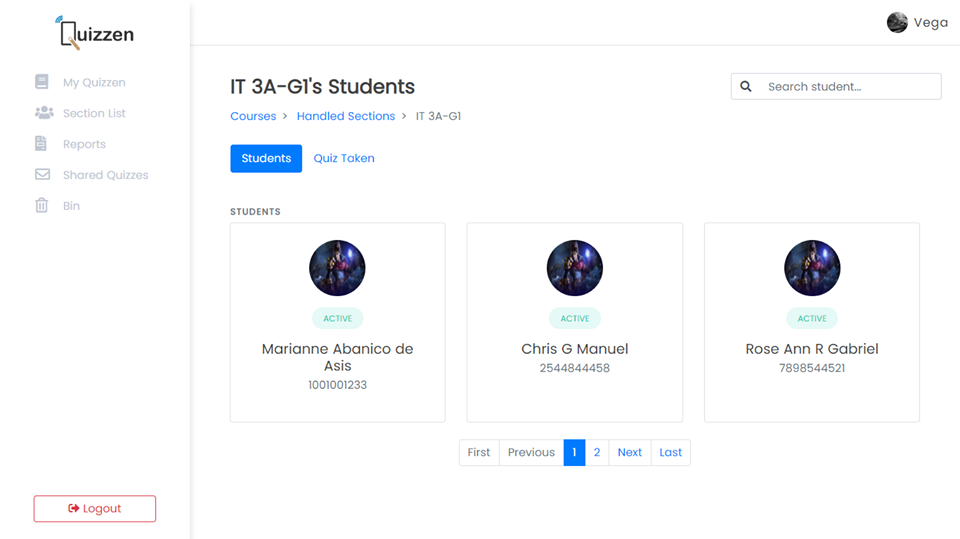 Quizzen
Vega
My Quizzen
Section List
Reports
Shared Quizzes
Bin
Logout
IT 3A-G1's Students
Search student...
Courses > Handled Sections > IT 3A-G1
Students Quiz Taken
STUDENTS
ACTIVE
Marianne Abanico de
Asis
1001001233
ACTIVE
Chris G Manuel
2544844458
ACTIVE
Rose Ann R Gabriel
7898544521
First Previous 1 2 Next Last